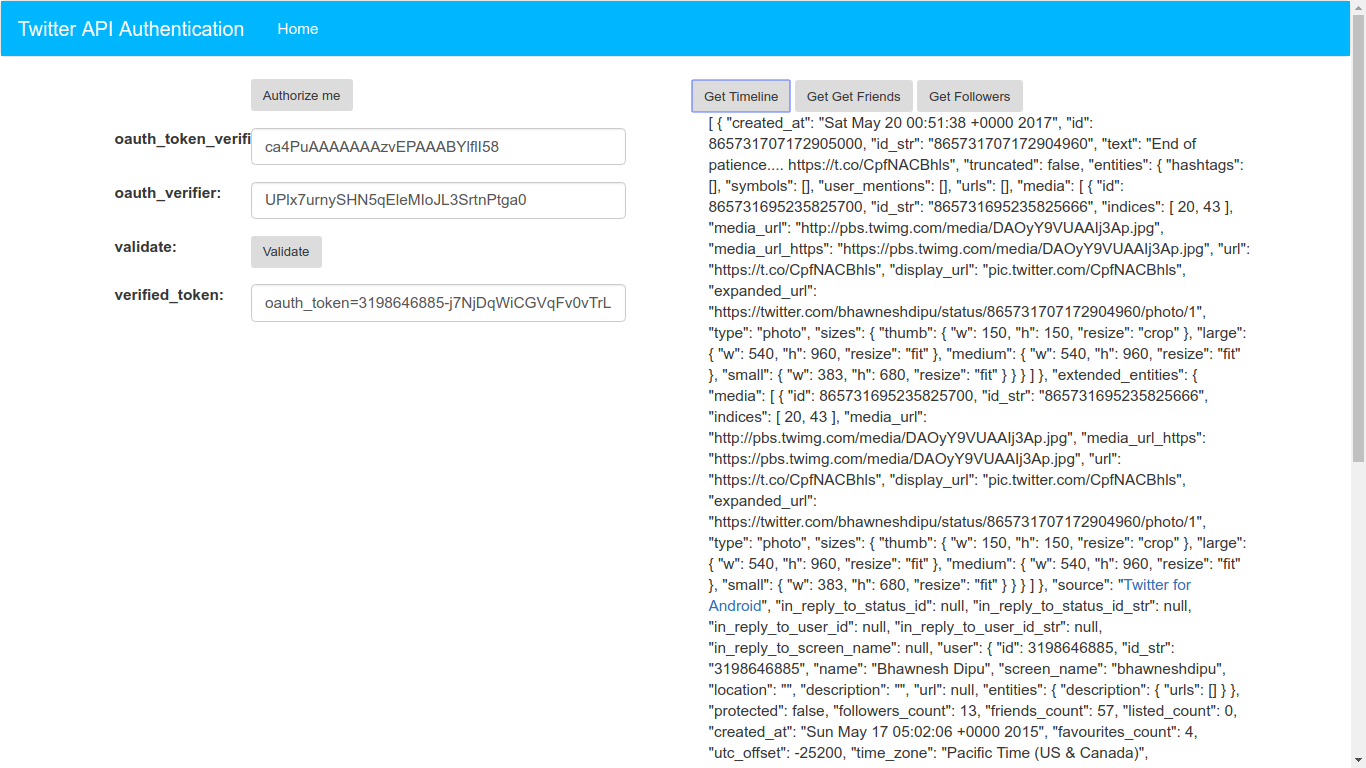 Twitter API Authentication Home
Authorize me
oauth_token_verifi
ca4PuAAAAAAAzvEPAAABYlflI58
oauth_verifier:
UPlx7urnySHN5qEleMIoJL3SrtnPtga0
validate:
Validate
verified_token:
oauth_token=3198646885-j7NjDqWiCGVqFv0vTrL
Get Timeline Get Get Friends Get Followers
[ { "created_at": "Sat May 20 00:51:38 +0000 2017", "id":
865731707172905000, "id_str": "865731707172904960", "text": "End of
patience.... https://t.co/CpfNACBhls", "truncated": false, "entities": { "hashtags":
[], "symbols": [], "user_mentions": [], "urls": [], "media": [ { "id":
865731695235825700, "id_str": "865731695235825666", "indices": [ 20, 43 ],
"media_url": "http://pbs.twimg.com/media/DAOyY9VUAAIj3Ap.jpg",
"media_url_https": "https://pbs.twimg.com/media/DAOyY9VUAAIj3Ap.jpg", "url":
"https://t.co/CpfNACBhls", "display_url": "pic.twitter.com/CpfNACBhls",
"expanded_url":
"https://twitter.com/bhawneshdipu/status/865731707172904960/photo/1",
"type": "photo", "sizes": { "thumb": { "w": 150, "h": 150, "resize": "crop" }, "large":
{ "w": 540, "h": 960, "resize": "fit" }, "medium": { "w": 540, "h": 960, "resize": "fit"
}, "small": { "w": 383, "h": 680, "resize": "fit" } } } ] }, "extended_entities": {
"media": [ { "id": 865731695235825700, "id_str": "865731695235825666",
"indices": [ 20, 43 ], "media_url":
"http://pbs.twimg.com/media/DAOyY9VUAAIj3Ap.jpg", "media_url_https":
"https://pbs.twimg.com/media/DAOyY9VUAAIj3Ap.jpg", "url":
"https://t.co/CpfNACBhls", "display_url": "pic.twitter.com/CpfNACBhls",
"expanded_url":
"https://twitter.com/bhawneshdipu/status/865731707172904960/photo/1",
"type": "photo", "sizes": { "thumb": { "w": 150, "h": 150, "resize": "crop" }, "large":
{ "w": 540, "h": 960, "resize": "fit" }, "medium": { "w": 540, "h": 960, "resize": "fit"
}, "small": { "w": 383, "h": 680, "resize": "fit" } } } ] }, "source": "Twitter for
Android", "in_reply_to_status_id": null, "in_reply_to_status_id_str": null,
"in_reply_to_user_id": null, "in_reply_to_user_id_str": null,
"in_reply_to_screen_name": null, "user": { "id": 3198646885, "id_str":
"3198646885", "name": "Bhawnesh Dipu", "screen_name": "bhawneshdipu",
"location": "", "description": "", "url": null, "entities": { "description": { "urls": [] } },
"protected": false, "followers_count": 13, "friends_count": 57, "listed_count": 0,
"created_at": "Sun May 17 05:02:06 +0000 2015", "favourites_count": 4,
"utc_offset": -25200, "time_zone": "Pacific Time (US & Canada)",